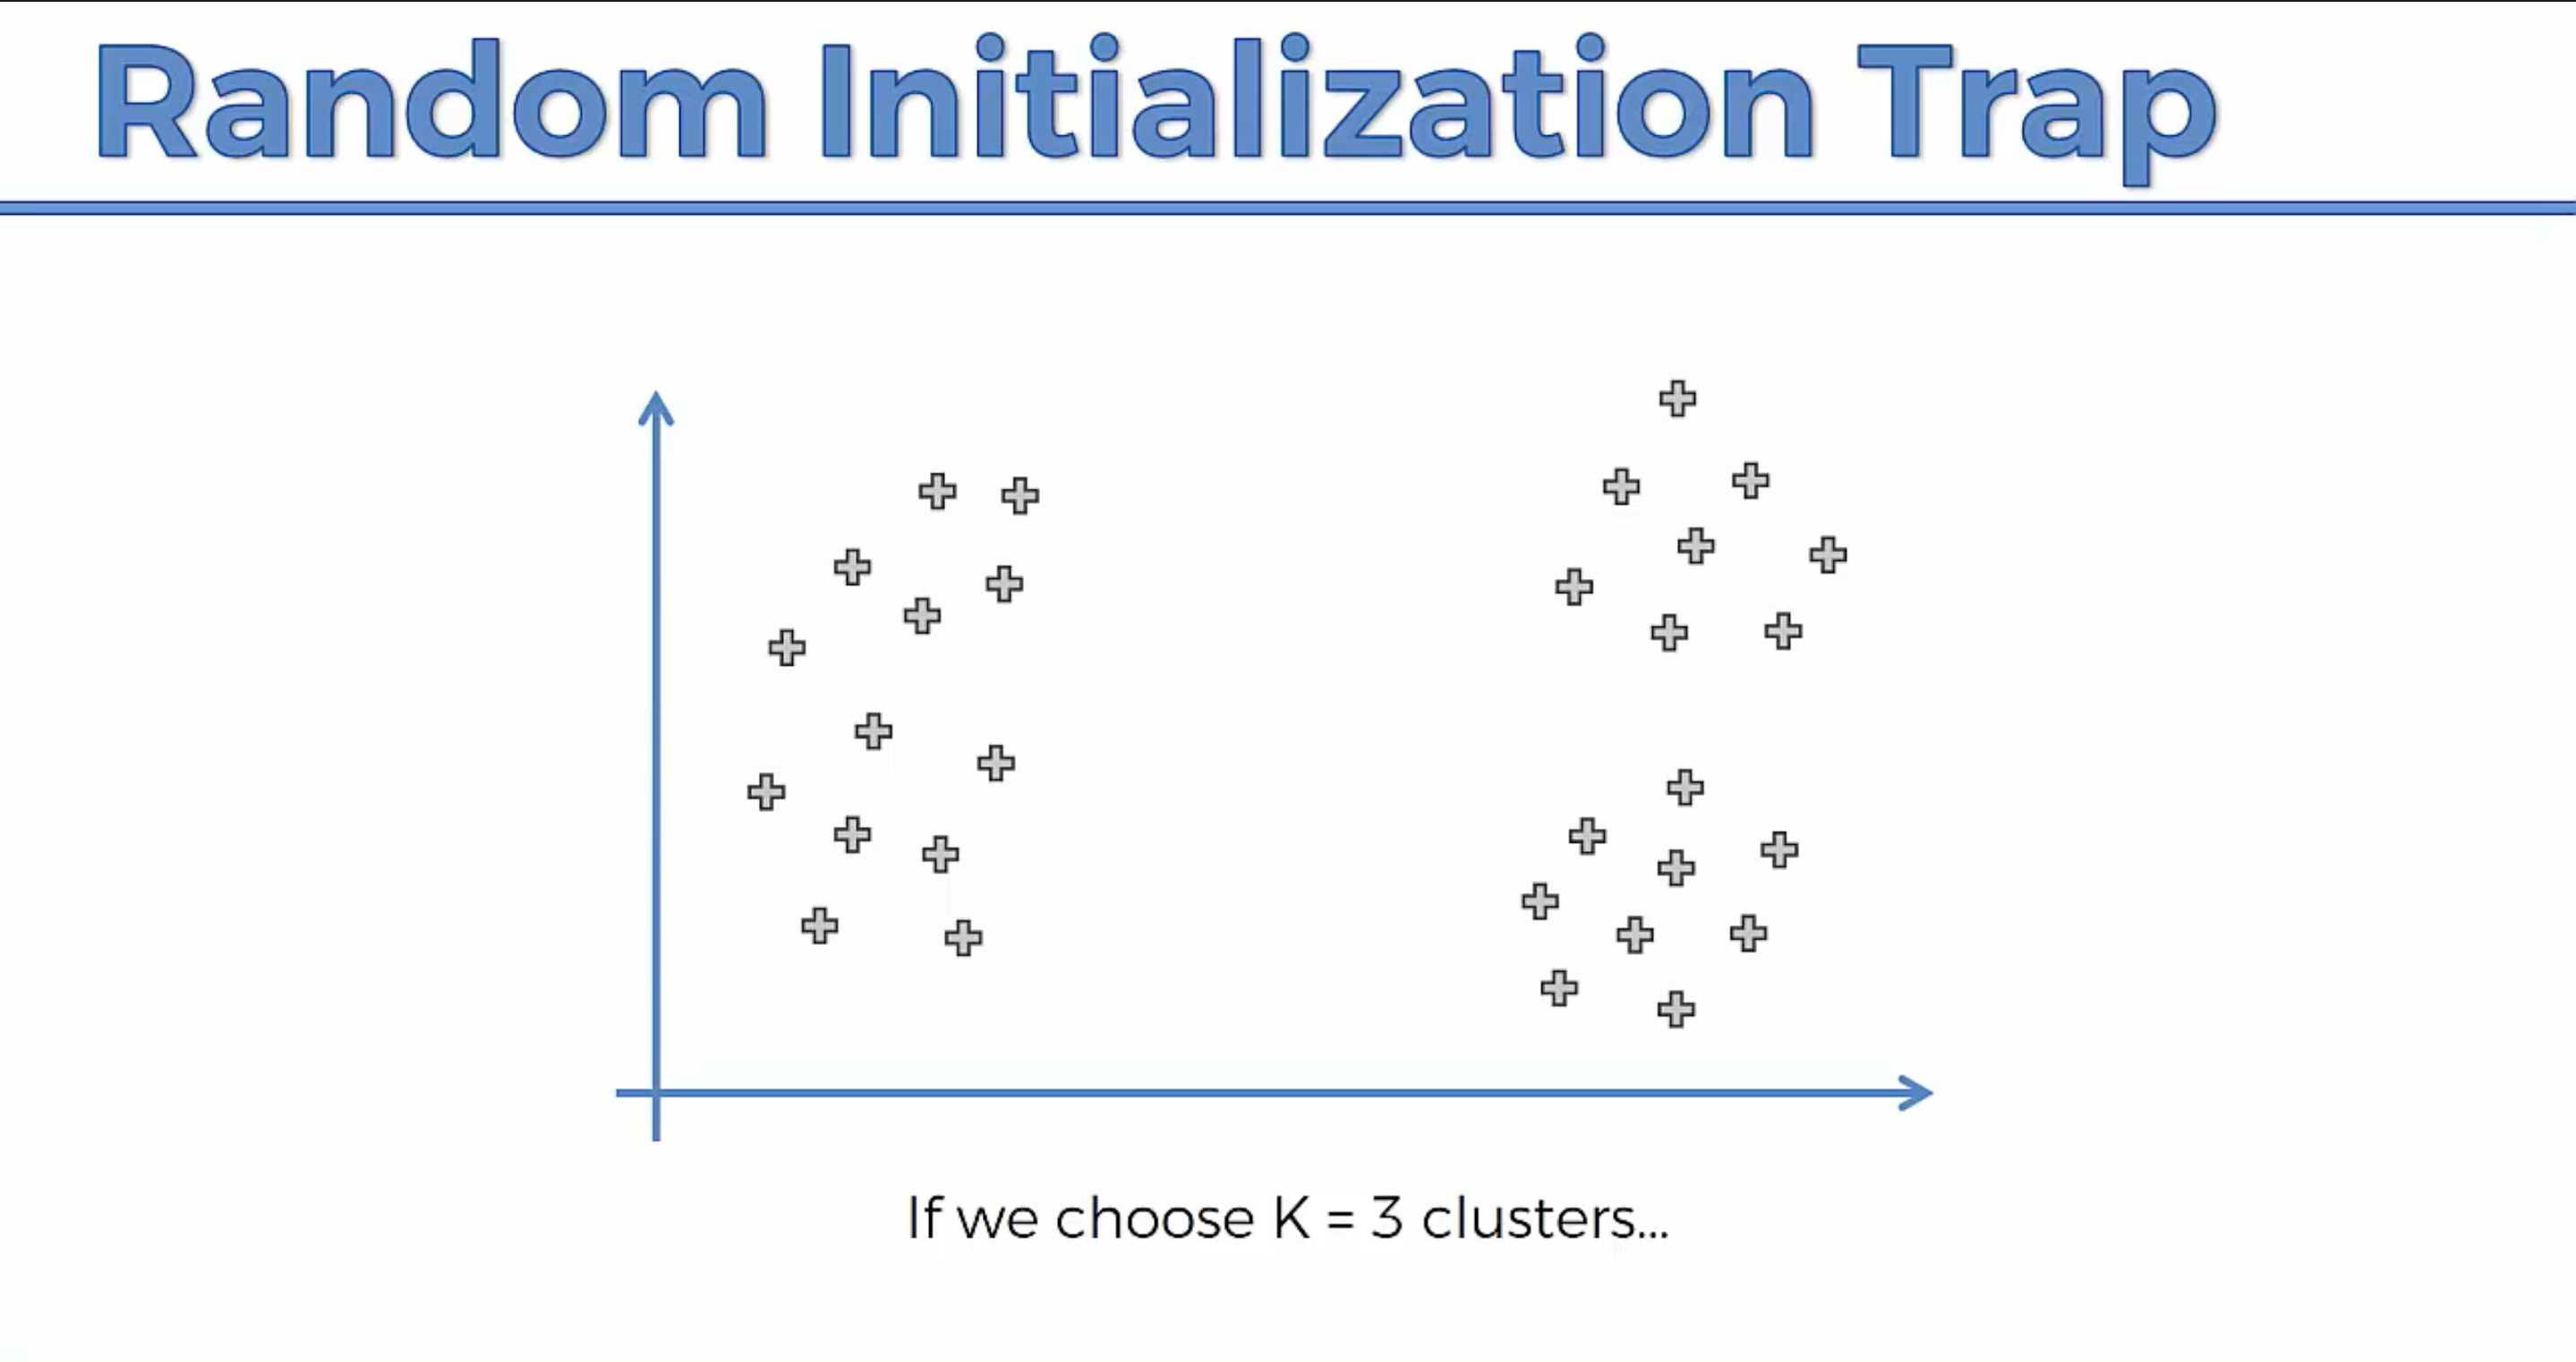 Random Initialization Trap
If we choose K = 3 clusters...